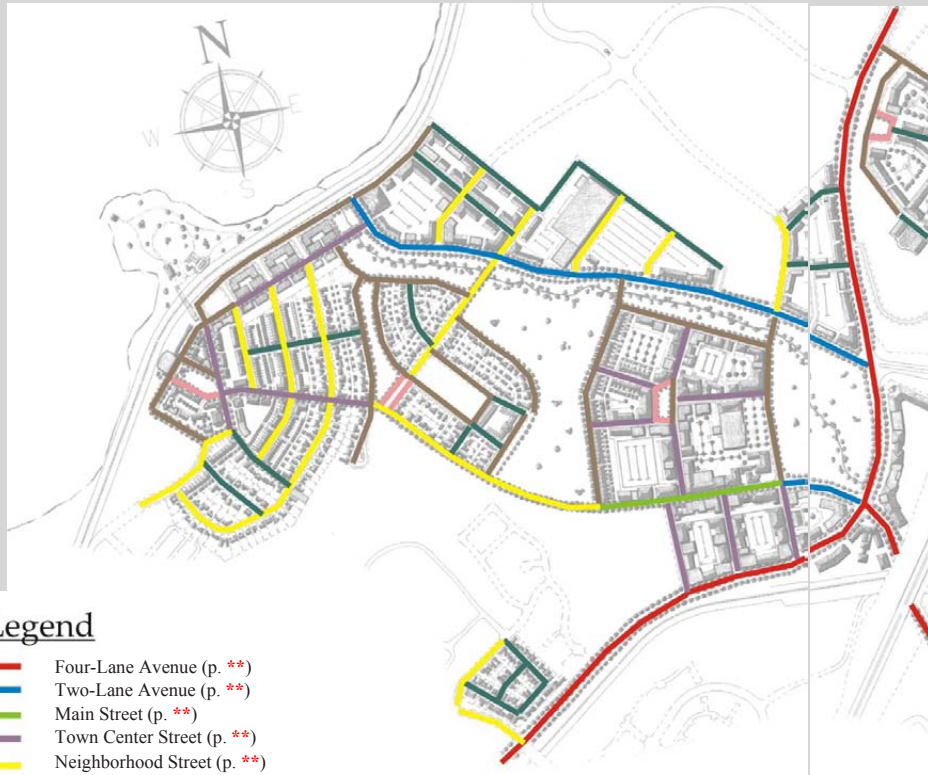 N
W
E
S
Legend
Four-Lane Avenue (p. **)
Two-Lane Avenue (p. **)
Main Street (p. **)
Town Center Street (p. **)
Neighborhood Street (p. **)